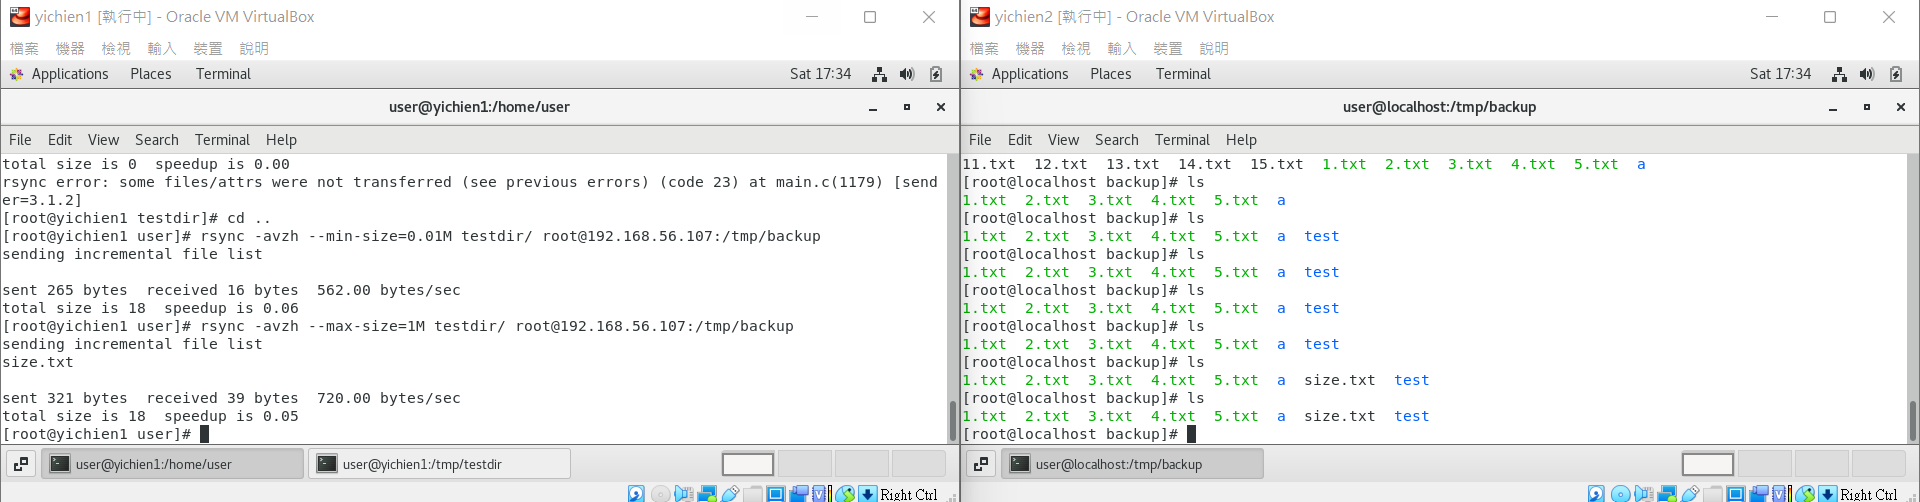 yichien1 [執行中] - Oracle VM VirtualBox
檔案 機器 檢視 輸入 裝置 說明
Applications Places Terminal Sat 17:34
user@yichien1:/home/user
File Edit View Search Terminal Help
total size is 0  speedup is 0.00
rsync error: some files/attrs were not transferred (see previous errors) (code 23) at main.c(1179) [send
er=3.1.2]
[root@yichien1 testdir]# cd ..
[root@yichien1 user]# rsync -avzh --min-size=0.01M testdir/ root@192.168.56.107:/tmp/backup
sending incremental file list
sent 265 bytes  received 16 bytes  562.00 bytes/sec
total size is 18  speedup is 0.06
[root@yichien1 user]# rsync -avzh --max-size=1M testdir/ root@192.168.56.107:/tmp/backup
sending incremental file list
size.txt
sent 321 bytes  received 39 bytes  720.00 bytes/sec
total size is 18  speedup is 0.05
[root@yichien1 user]#
user@yichien1:/home/user user@yichien1:/tmp/testdir
Right Ctrl
yichien2 [執行中] - Oracle VM VirtualBox
檔案 機器 檢視 輸入 裝置 說明
Applications Places Terminal Sat 17:34
user@localhost:/tmp/backup
File Edit View Search Terminal Help
11.txt  12.txt  13.txt  14.txt  15.txt  1.txt  2.txt  3.txt  4.txt  5.txt  a
[root@localhost backup]# ls
1.txt  2.txt  3.txt  4.txt  5.txt  a
[root@localhost backup]# ls
1.txt  2.txt  3.txt  4.txt  5.txt  a  test
[root@localhost backup]# ls
1.txt  2.txt  3.txt  4.txt  5.txt  a  test
[root@localhost backup]# ls
1.txt  2.txt  3.txt  4.txt  5.txt  a  test
[root@localhost backup]# ls
1.txt  2.txt  3.txt  4.txt  5.txt  a  test
[root@localhost backup]# ls
1.txt  2.txt  3.txt  4.txt  5.txt  a  size.txt  test
[root@localhost backup]# ls
1.txt  2.txt  3.txt  4.txt  5.txt  a  size.txt  test
[root@localhost backup]#
user@localhost:/tmp/backup
Right Ctrl